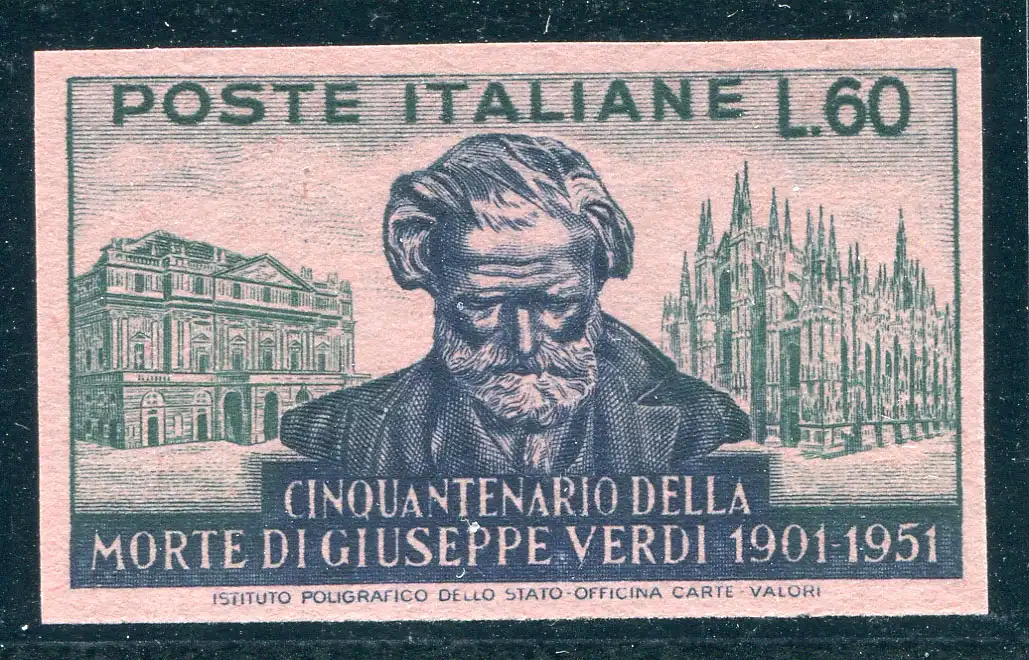 POSTE ITALIANE L.60
CINQUANTENARIO DELLA
MORTE DI GIUSEPPE VERDI 1901-1951
ISTITUTO POLIGRAFICO DELLO STATO-OFFICINA CARTE-VALORI